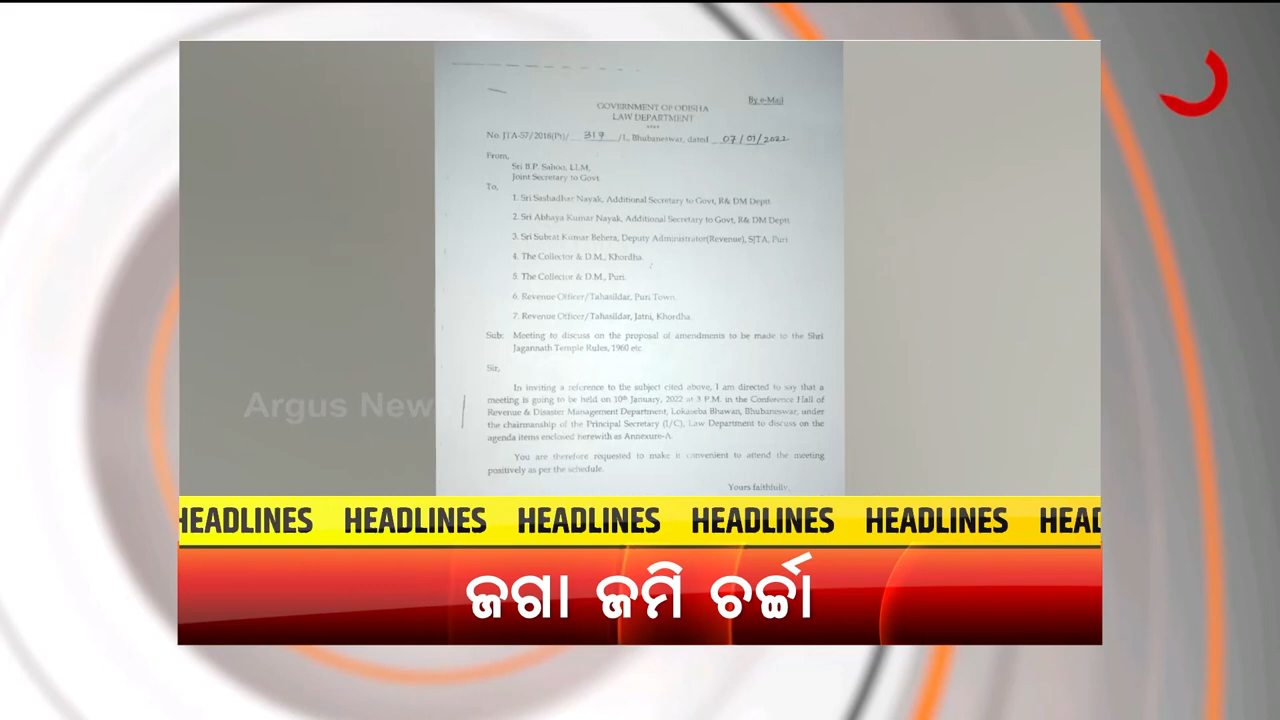 By e-Mail
GOVERNMENT OF ODISHA
LAW DEPARTMENT
****
No. JTA-57/2018(Pt)/ 317 /L, Bhubaneswar, dated 07/01/2022
From,
Sri B.P. Sahoo, LLM,
Joint Secretary to Govt
To,
1. Sri Sashadhar Nayak, Additional Secretary to Govt, R& DM Deptt
2. Sri Abhaya Kumar Nayak, Additional Secretary to Govt, R& DM Deptt
3. Sri Subrat Kumar Behera, Deputy Administrator(Revenue), SJTA, Puri
4. The Collector & D.M., Khordha.
5. The Collector & D.M., Puri.
6. Revenue Officer/Tahasildar, Puri Town.
7. Revenue Officer/Tahasildar, Jatni, Khordha.
Sub: Meeting to discuss on the proposal of amendments to be made to the Shri
Jagannath Temple Rules, 1960 etc.
Sir,
In inviting a reference to the subject cited above, I am directed to say that a
meeting is going to be held on 10th January, 2022 at 3 P.M. in the Conference Hall of
Revenue & Disaster Management Department, Lokaseba Bhawan, Bhubaneswar, under
the chairmanship of the Principal Secretary (I/C), Law Department to discuss on the
agenda items enclosed herewith as Annexure-A.
You are therefore requested to make it convenient to attend the meeting
positively as per the schedule.
Yours faithfully,
Argus News
HEADLINES HEADLINES HEADLINES HEADLINES HEADLINES HEAD
ଜଗା ଜମି ଚର୍ଚ୍ଚା